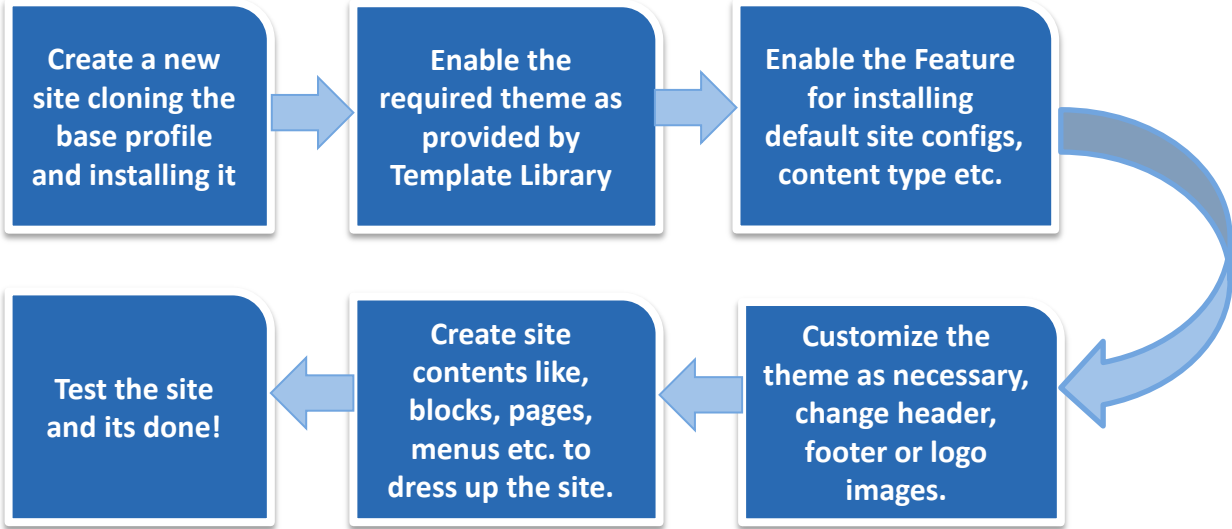 Create a new
site cloning the
base profile
and installing it
Enable the
required theme as
provided by
Template Library
Enable the Feature
for installing
default site configs,
content type etc.
Customize the
theme as necessary,
change header,
footer or logo
images.
Create site
contents like,
blocks, pages,
menus etc. to
dress up the site.
Test the site
and its done!